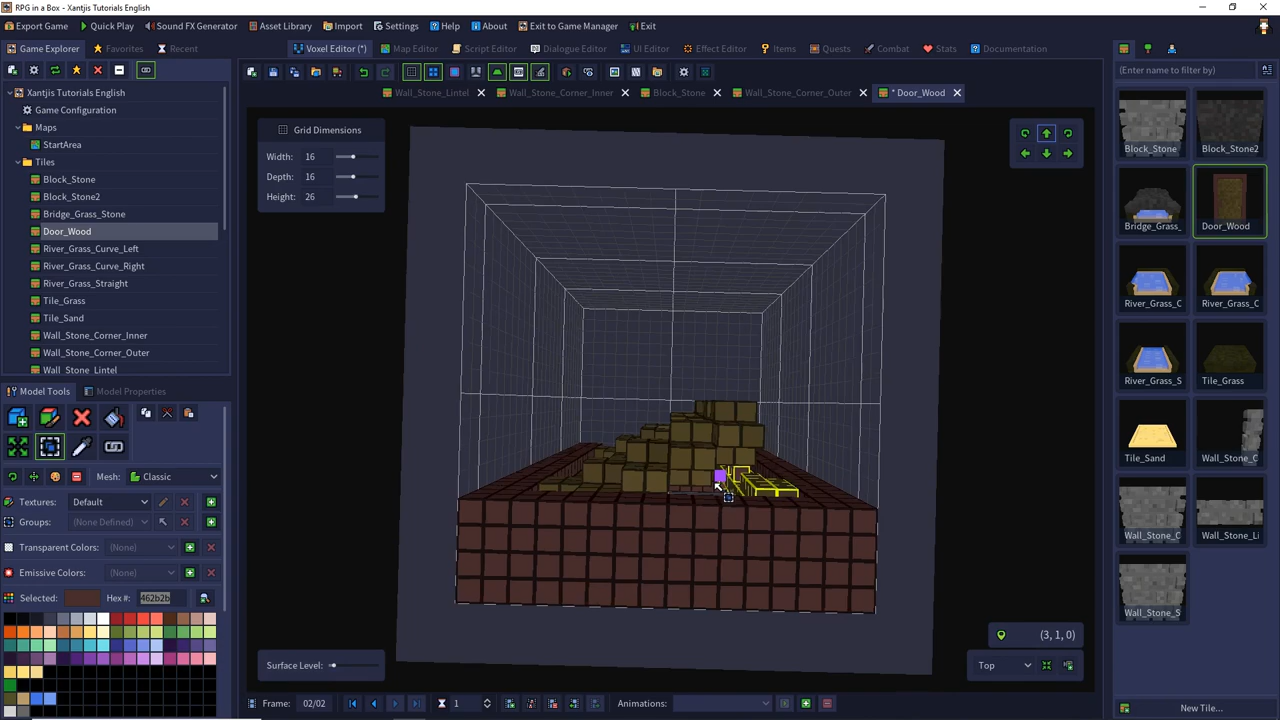 RPG in a Box - Xantjis Tutorials English
Export Game Quick Play Sound FX Generator Asset Library Import Settings Help About Exit to Game Manager Exit
Game Explorer Favorites Recent Voxel Editor (*) Map Editor Script Editor Dialogue Editor UI Editor Effect Editor Items Quests Combat Stats Documentation
(Enter name to filter by)
Xantjis Tutorials English
Wall_Stone_Lintel Wall_Stone_Corner_Inner Block_Stone Wall_Stone_Corner_Outer * Door_Wood
Game Configuration
Maps
StartArea
Tiles
Block_Stone
Block_Stone2
Bridge_Grass_Stone
Door_Wood
River_Grass_Curve_Left
River_Grass_Curve_Right
River_Grass_Straight
Tile_Grass
Tile_Sand
Wall_Stone_Corner_Inner
Wall_Stone_Corner_Outer
Wall_Stone_Lintel
Grid Dimensions
Width: 16
Depth: 16
Height: 26
Block_Stone Block_Stone2
Bridge_Grass_ Door_Wood
River_Grass_C River_Grass_C
River_Grass_S Tile_Grass
Tile_Sand Wall_Stone_C
Wall_Stone_C Wall_Stone_Li
Wall_Stone_S
New Tile...
Model Tools Model Properties
Mesh: Classic
Textures: Default
Groups: (None Defined)
Transparent Colors: (None)
Emissive Colors: (None)
Selected: Hex #: 462b2b
Surface Level:
(3, 1, 0)
Top
Frame: 02/02 1 Animations: